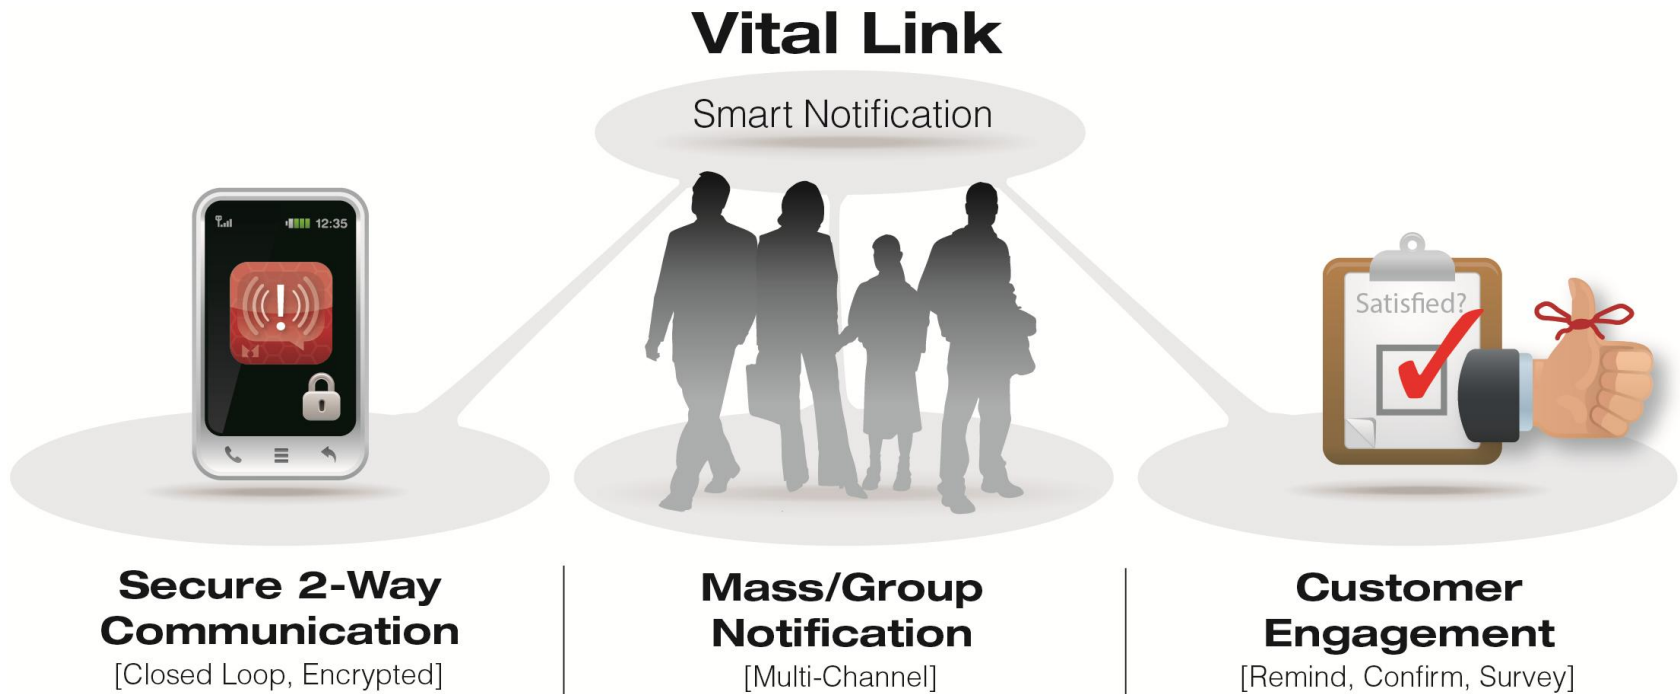 Vital Link
Smart Notification
12:35
!
Satisfied?
Secure 2-Way
Communication
[Closed Loop, Encrypted]
Mass/Group
Notification
[Multi-Channel]
Customer
Engagement
[Remind, Confirm, Survey]